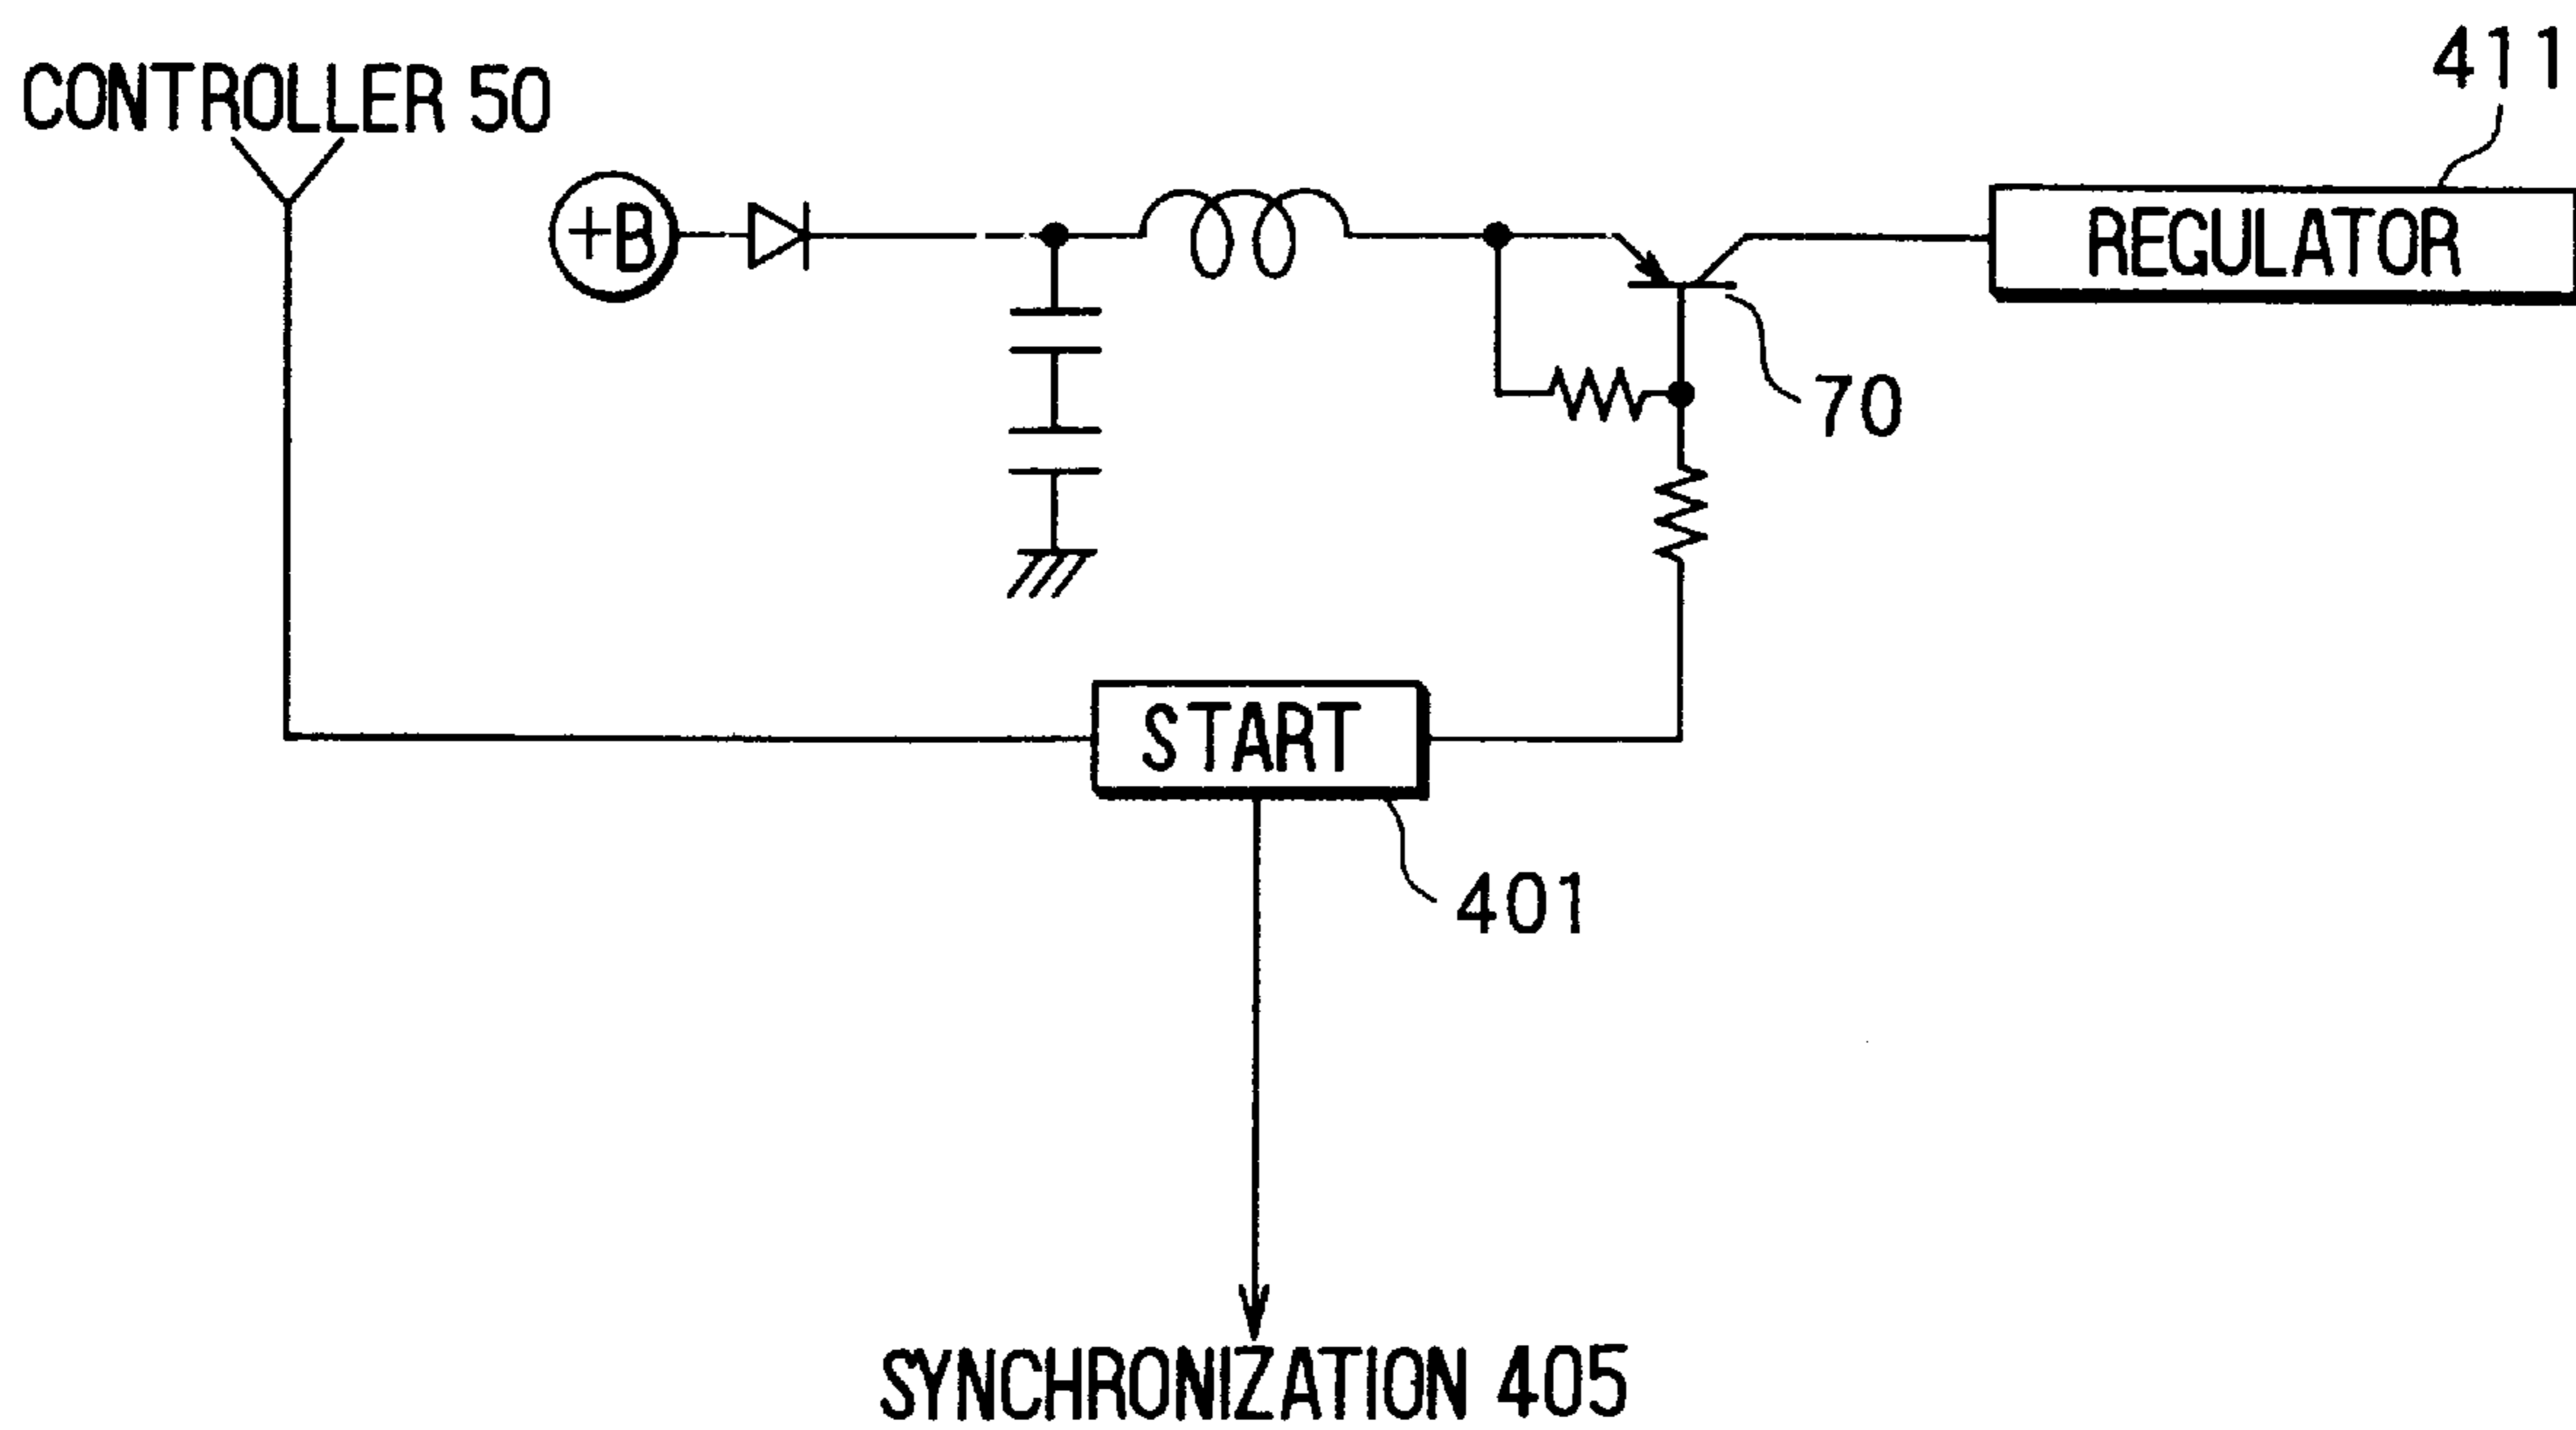 411
CONTROLLER 50
+B
REGULATOR
70
START
401
SYNCHRONIZATION 405